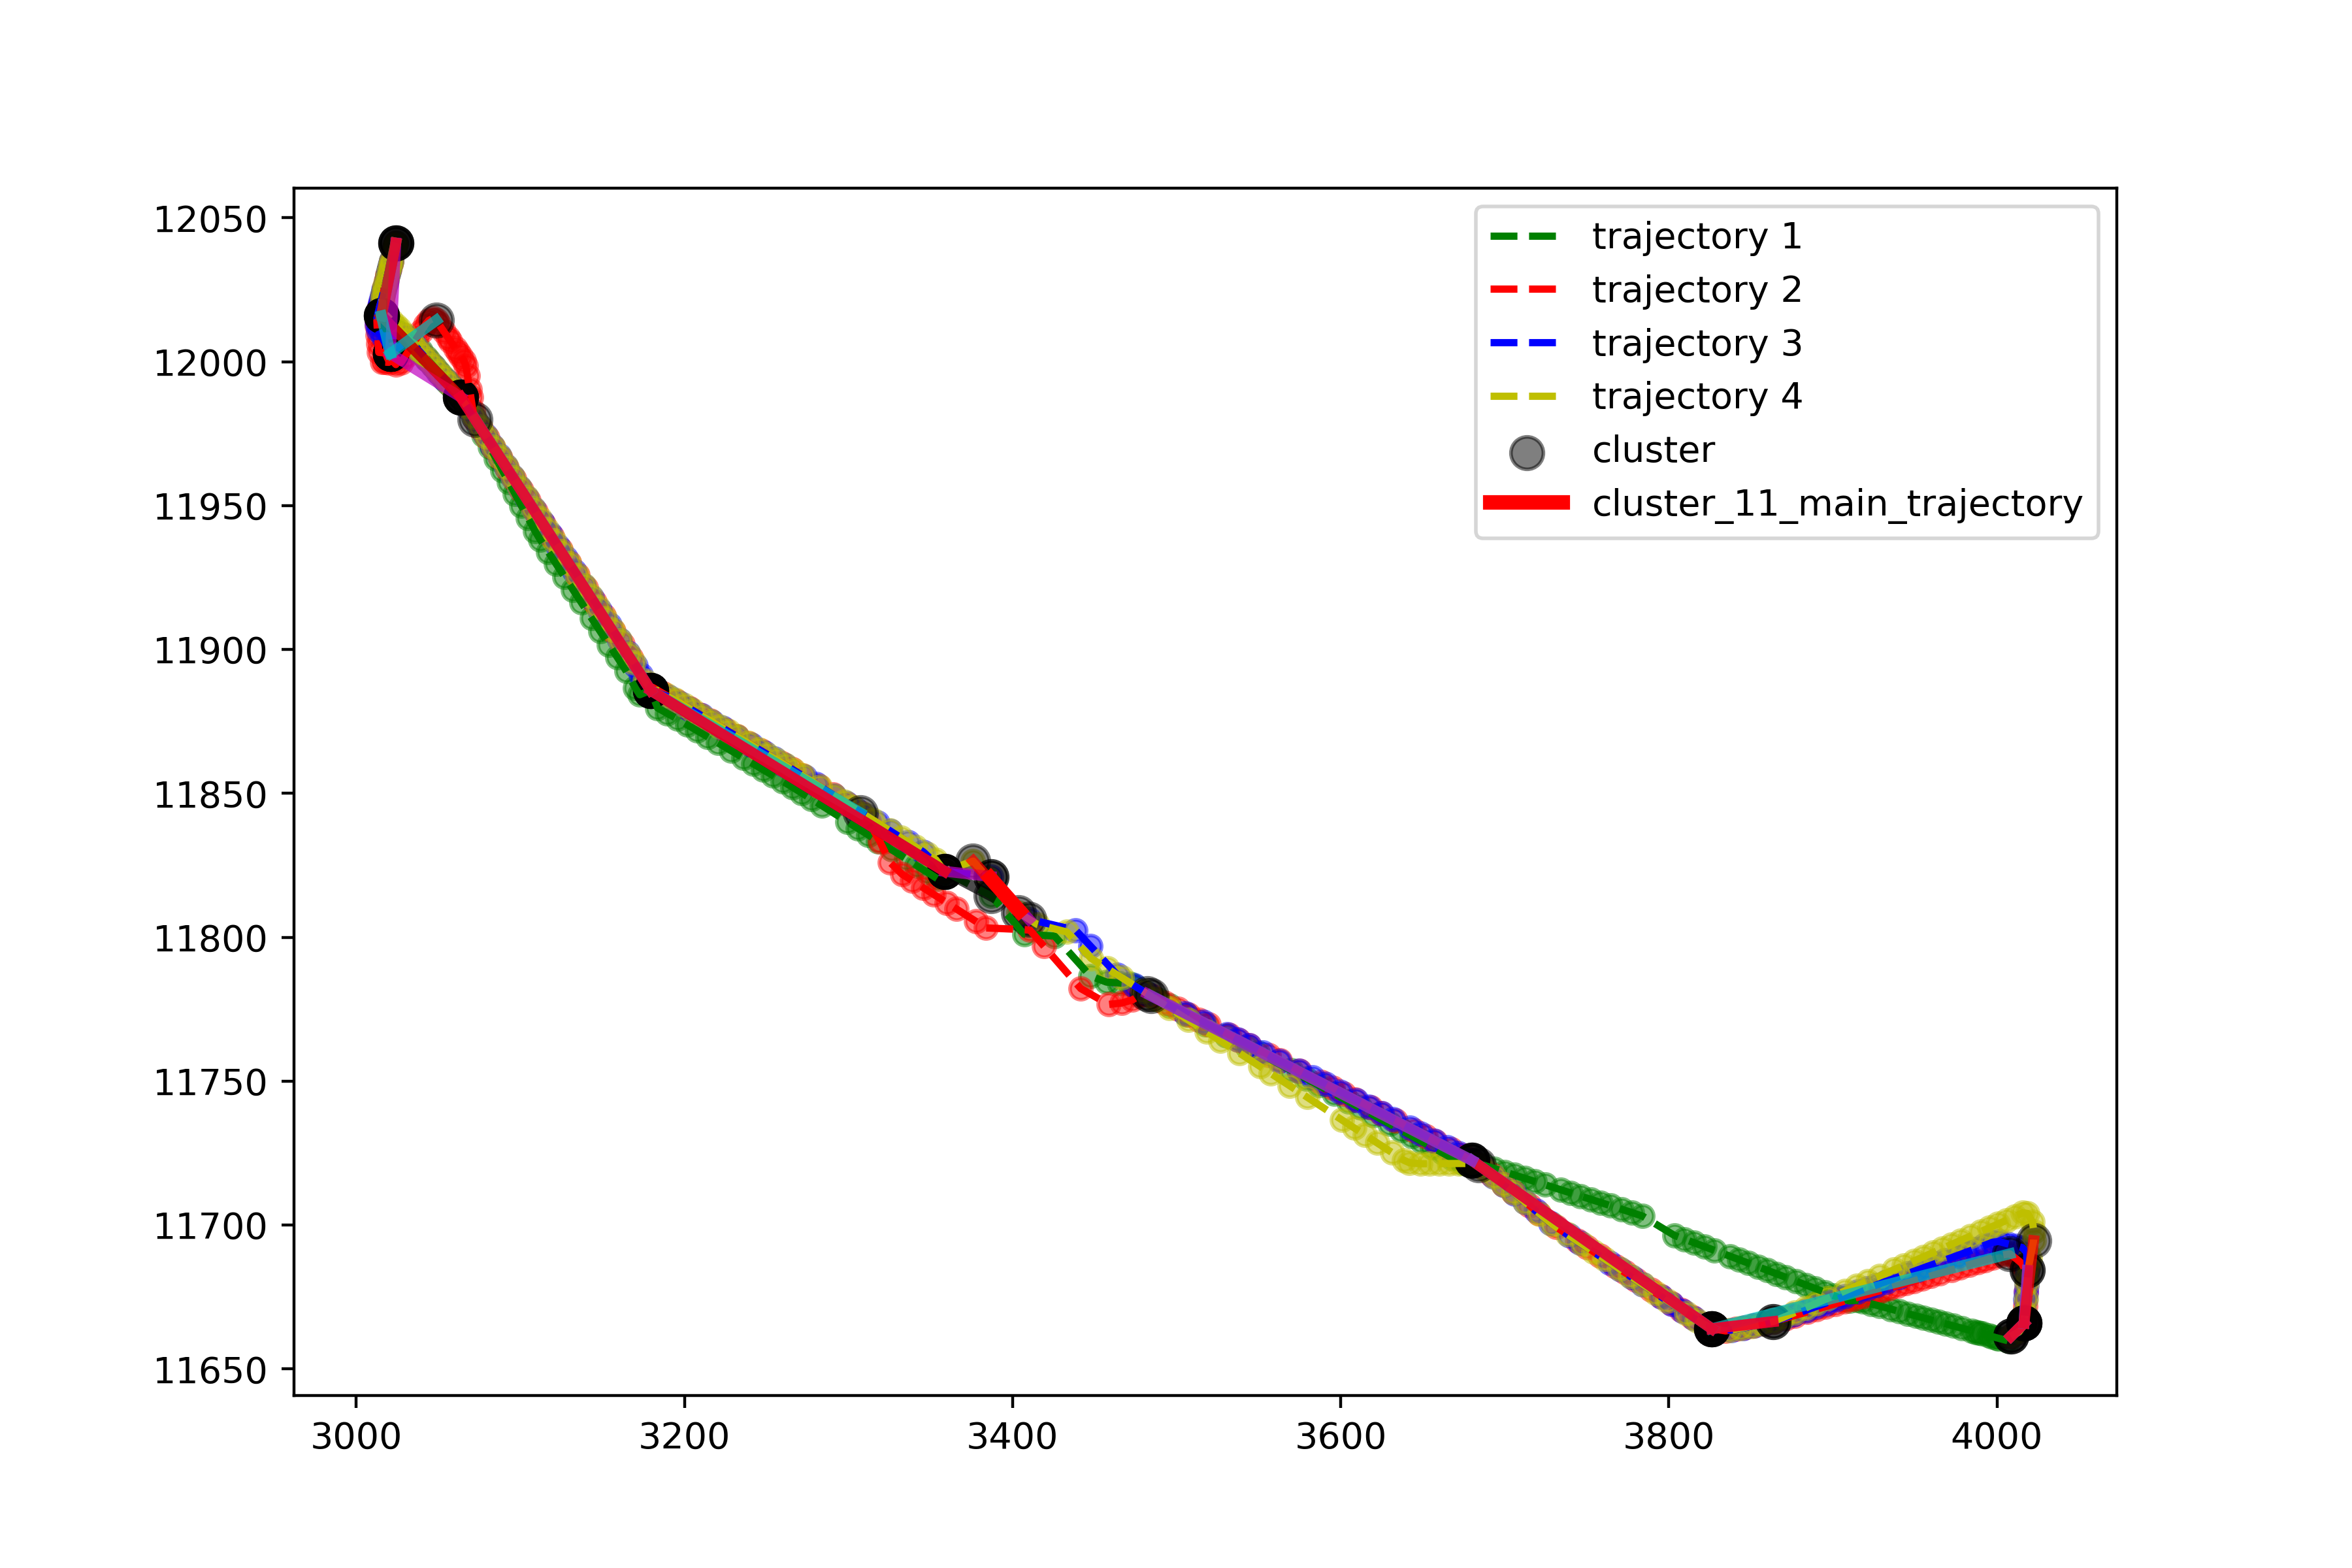 12050
12000
11950
11900
11850
11800
11750
11700
11650
3000 3200 3400 3600 3800 4000
trajectory 1
trajectory 2
trajectory 3
trajectory 4
cluster
cluster_11_main_trajectory